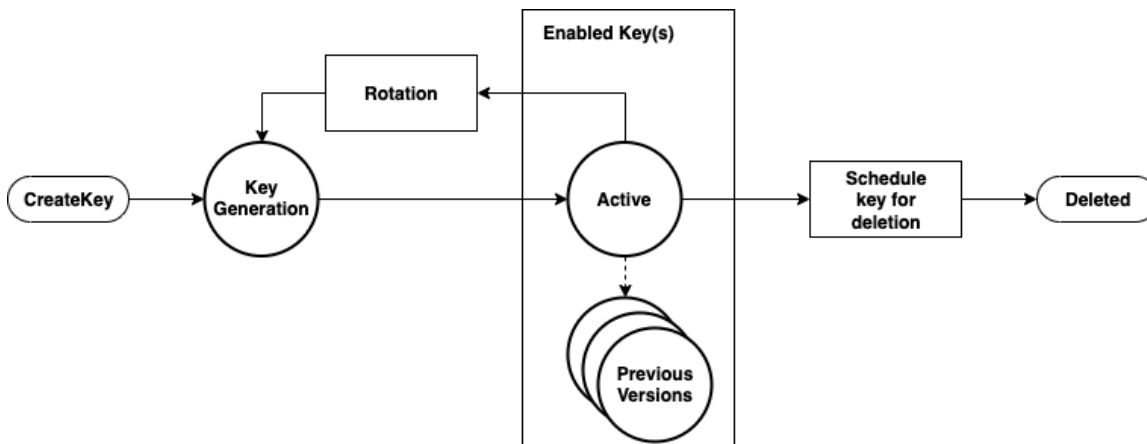 Enabled Key(s)
Rotation
CreateKey
Key
Generation
Active
Schedule
key for
deletion
Deleted
Previous
Versions